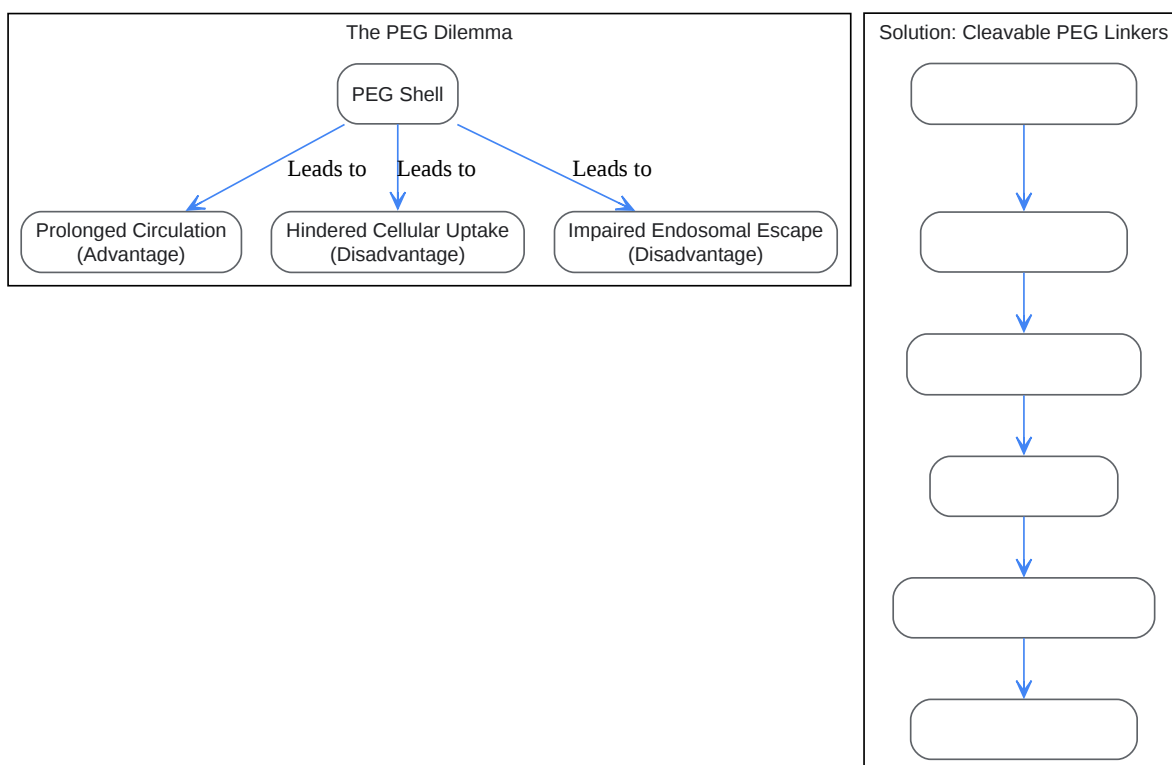 The PEG Dilemma
PEG Shell
Leads to
Leads to
Leads to
Prolonged Circulation
(Advantage)
Hindered Cellular Uptake
(Disadvantage)
Impaired Endosomal Escape
(Disadvantage)
Solution: Cleavable PEG Linkers